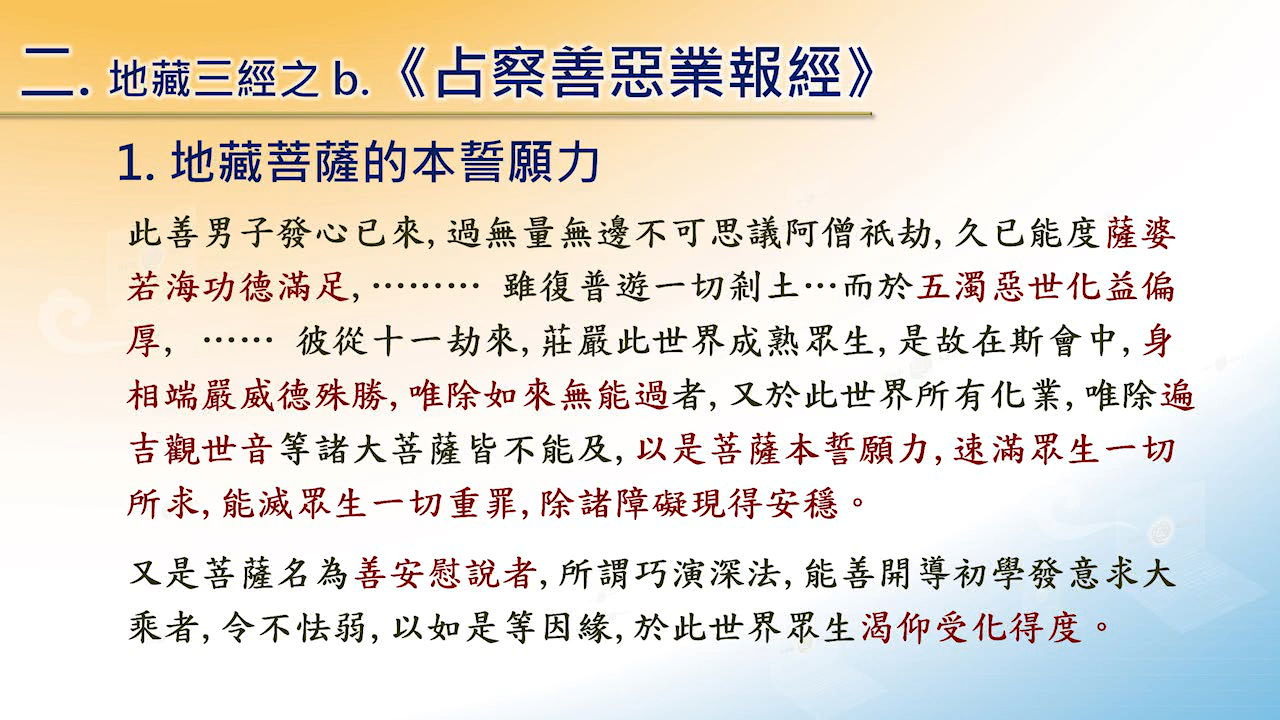 二. 地藏三經之 b.《占察善惡業報經》
1. 地藏菩薩的本誓願力
此善男子發心已來, 過無量無邊不可思議阿僧祇劫, 久已能度薩婆
若海功德滿足, ……… 雖復普遊一切剎土…而於五濁惡世化益偏
厚, …… 彼從十一劫來, 莊嚴此世界成熟眾生, 是故在斯會中, 身
相端嚴威德殊勝, 唯除如來無能過者, 又於此世界所有化業, 唯除遍
吉觀世音等諸大菩薩皆不能及, 以是菩薩本誓願力, 速滿眾生一切
所求, 能滅眾生一切重罪, 除諸障礙現得安穩。
又是菩薩名為善安慰說者, 所謂巧演深法, 能善開導初學發意求大
乘者, 令不怯弱, 以如是等因緣, 於此世界眾生渴仰受化得度。